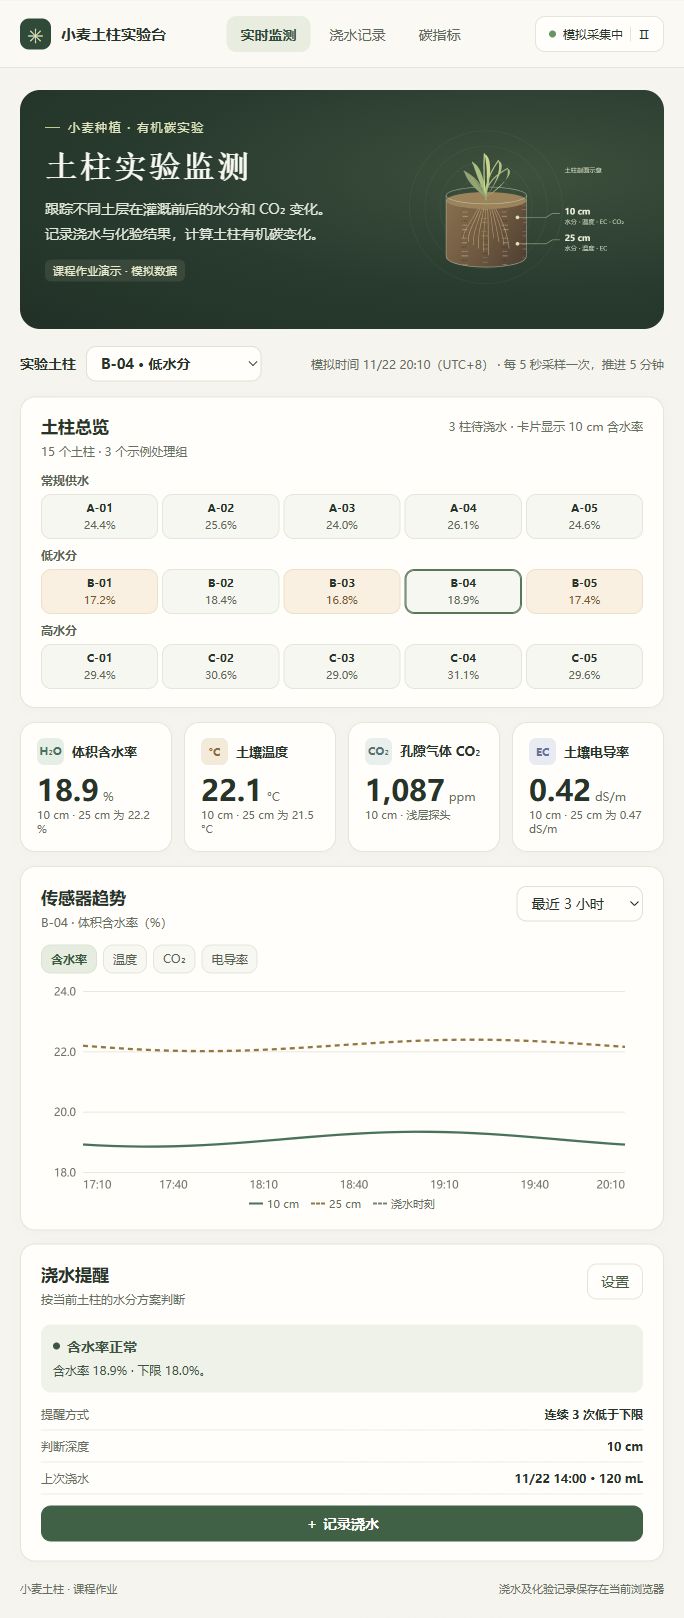 小麦土柱实验台
实时监测
浇水记录
碳指标
模拟采集中
小麦种植 · 有机碳实验
土柱实验监测
跟踪不同土层在灌溉前后的水分和 CO₂ 变化。
记录浇水与化验结果，计算土柱有机碳变化。
课程作业演示 · 模拟数据
土柱剖面示意
10 cm
水分 · 温度 · EC · CO₂
25 cm
水分 · 温度 · EC
实验土柱
B-04 • 低水分
模拟时间 11/22 20:10（UTC+8） · 每 5 秒采样一次，推进 5 分钟
土柱总览
3 柱待浇水 · 卡片显示 10 cm 含水率
15 个土柱 · 3 个示例处理组
常规供水
A-01 A-02 A-03 A-04 A-05
24.4% 25.6% 24.0% 26.1% 24.6%
低水分
B-01 B-02 B-03 B-04 B-05
17.2% 18.4% 16.8% 18.9% 17.4%
高水分
C-01 C-02 C-03 C-04 C-05
29.4% 30.6% 29.0% 31.1% 29.6%
H₂O 体积含水率
18.9 %
10 cm · 25 cm 为 22.2
%
°C 土壤温度
22.1 °C
10 cm · 25 cm 为 21.5
°C
CO₂ 孔隙气体 CO₂
1,087 ppm
10 cm · 浅层探头
EC 土壤电导率
0.42 dS/m
10 cm · 25 cm 为 0.47
dS/m
传感器趋势
最近 3 小时
B-04 · 体积含水率（%）
含水率
温度
CO₂
电导率
24.0
22.0
20.0
18.0
17:10 17:40 18:10 18:40 19:10 19:40 20:10
10 cm 25 cm 浇水时刻
浇水提醒
设置
按当前土柱的水分方案判断
含水率正常
含水率 18.9% · 下限 18.0%。
提醒方式 连续 3 次低于下限
判断深度 10 cm
上次浇水 11/22 14:00 • 120 mL
+ 记录浇水
小麦土柱 · 课程作业
浇水及化验记录保存在当前浏览器